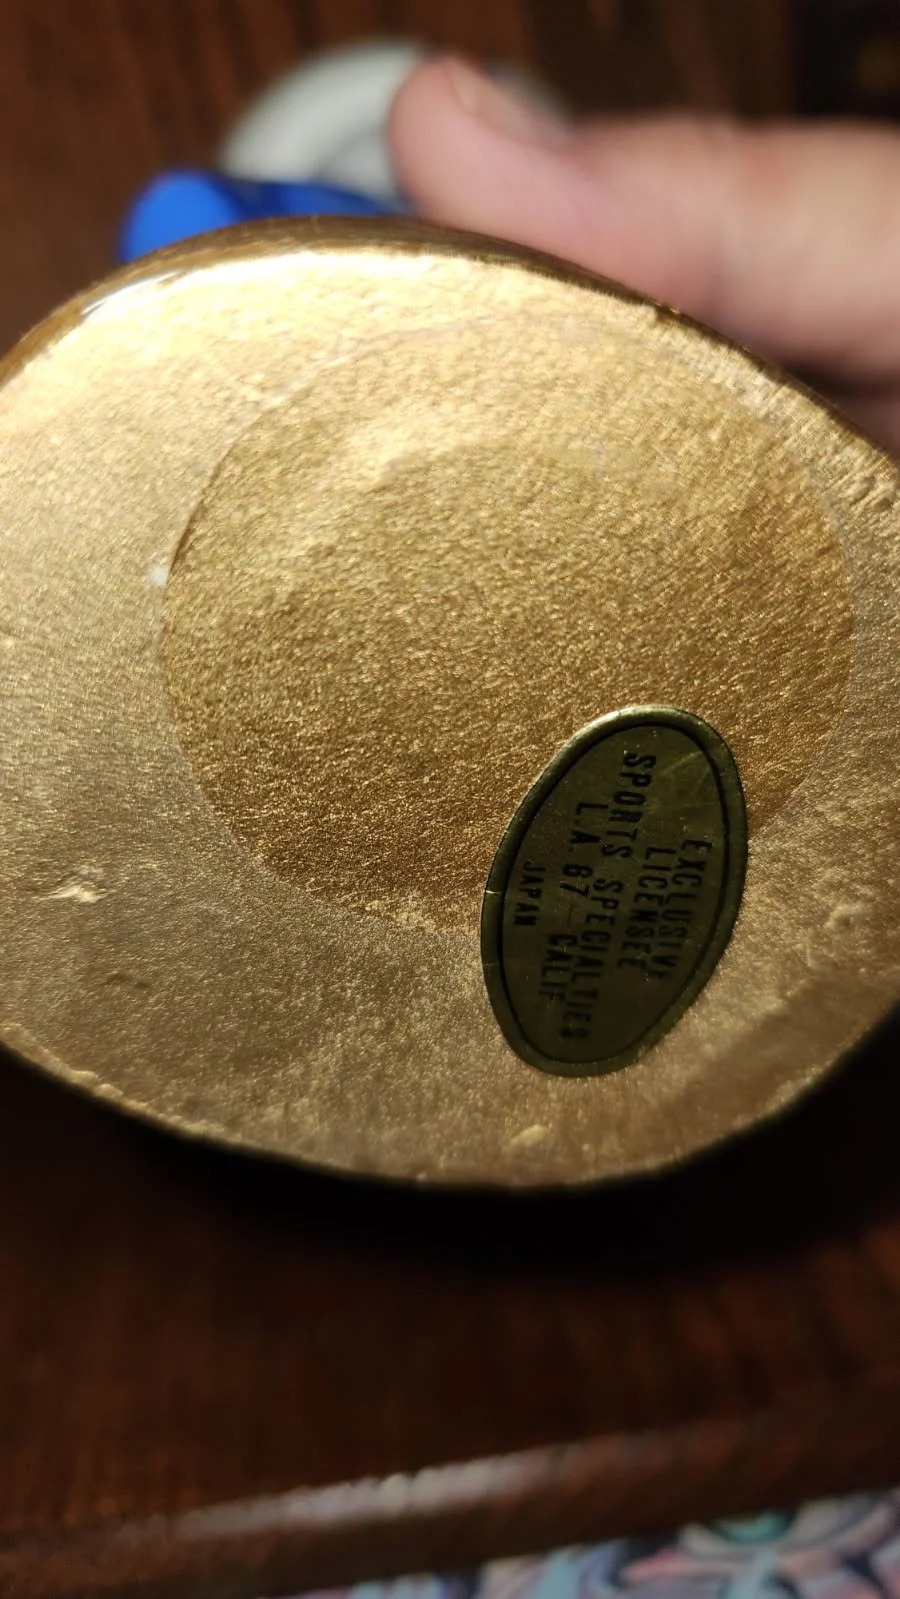 EXCLUSIVE
LICENSEE
SPORTS SPECIALTIES
L.A. 67 - CALIF
JAPAN